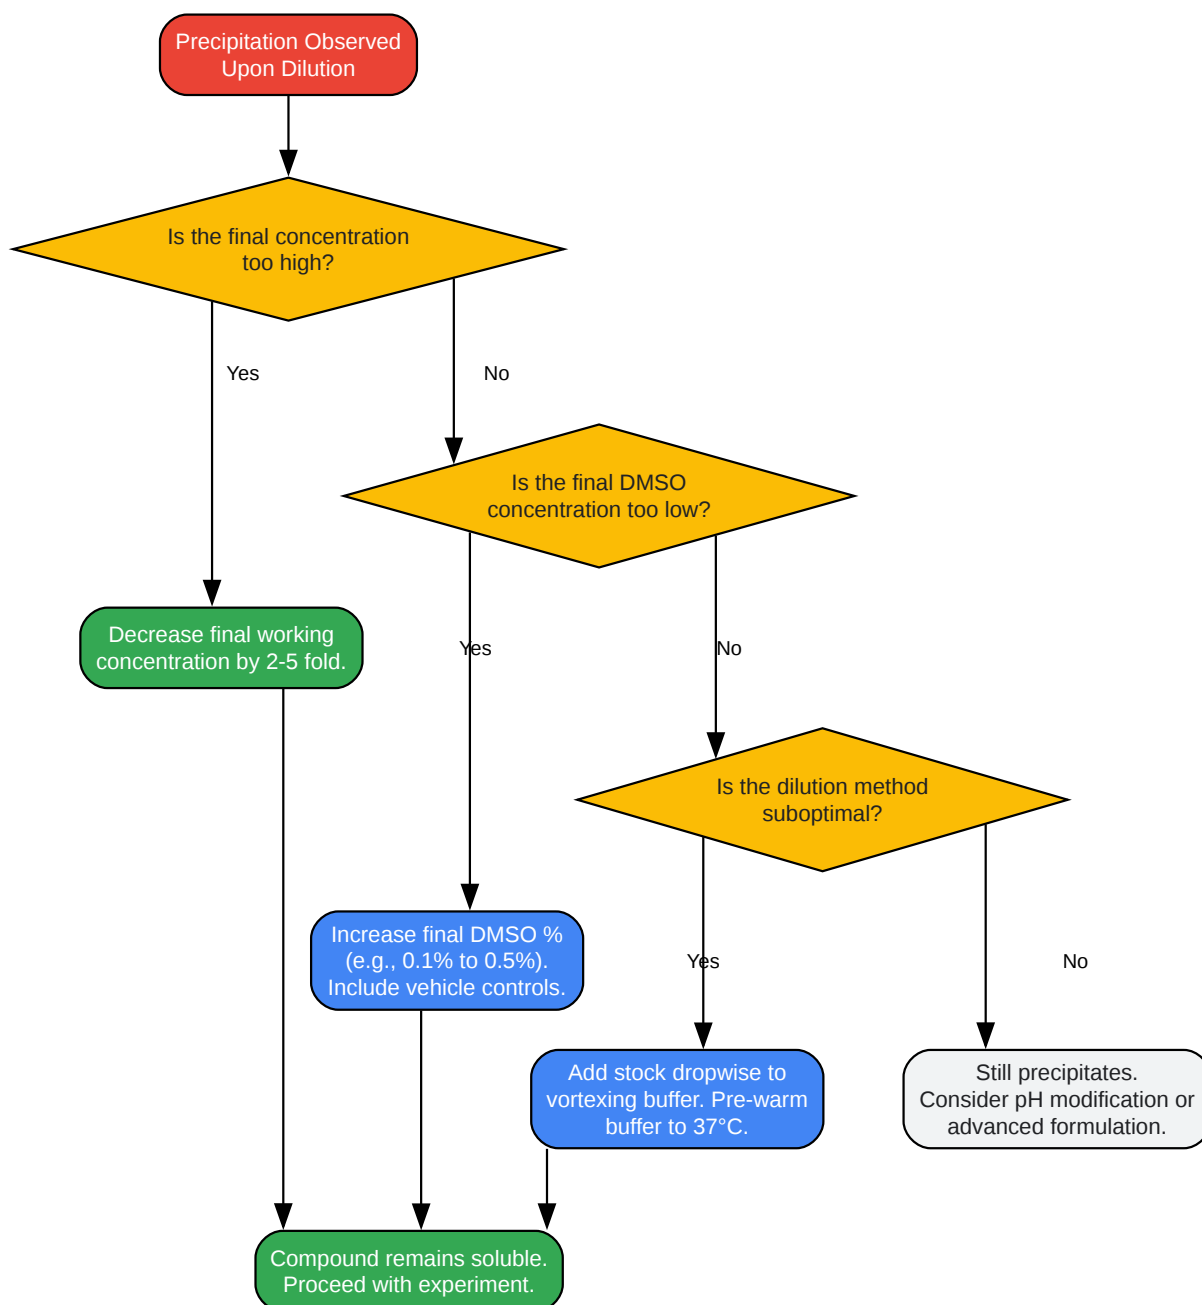 Precipitation Observed
Upon Dilution
Is the final concentration
too high?
Yes
No
Is the final DMSO
concentration too low?
Decrease final working
concentration by 2-5 fold.
Yes
No
Is the dilution method
suboptimal?
Increase final DMSO %
(e.g., 0.1% to 0.5%).
Include vehicle controls.
Yes
No
Add stock dropwise to
vortexing buffer. Pre-warm
buffer to 37°C.
Still precipitates.
Consider pH modification or
advanced formulation.
Compound remains soluble.
Proceed with experiment.